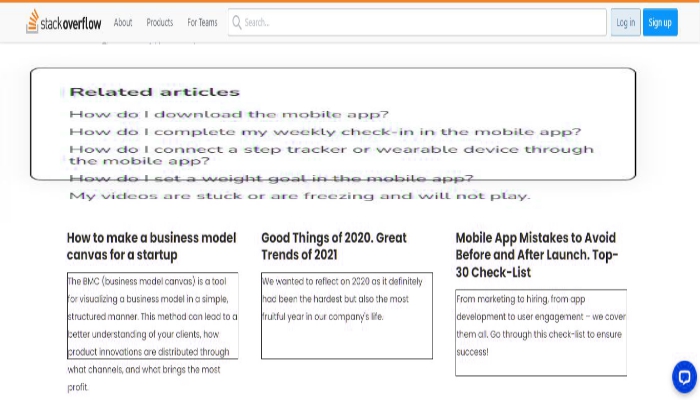 stackoverflow About Products For Teams Search... Log in Sign up
Related articles
How do I download the mobile app?
How do I complete my weekly check-in in the mobile app?
How do I connect a step tracker or wearable device through
the mobile app?
How do I set a weight goal in the mobile app?
My videos are stuck or are freezing and will not play.
How to make a business model
canvas for a startup
The BMC (business model canvas) is a tool
for visualizing a business model in a simple,
structured manner. This method can lead to a
better understanding of your clients, how
product innovations are distributed through
what channels, and what brings the most
profit.
Good Things of 2020. Great
Trends of 2021
We wanted to reflect on 2020 as it definitely
had been the hardest but also the most
fruitful year in our company's life.
Mobile App Mistakes to Avoid
Before and After Launch. Top-
30 Check-List
From marketing to hiring, from app
development to user engagement – we cover
them all. Go through this check-list to ensure
success!